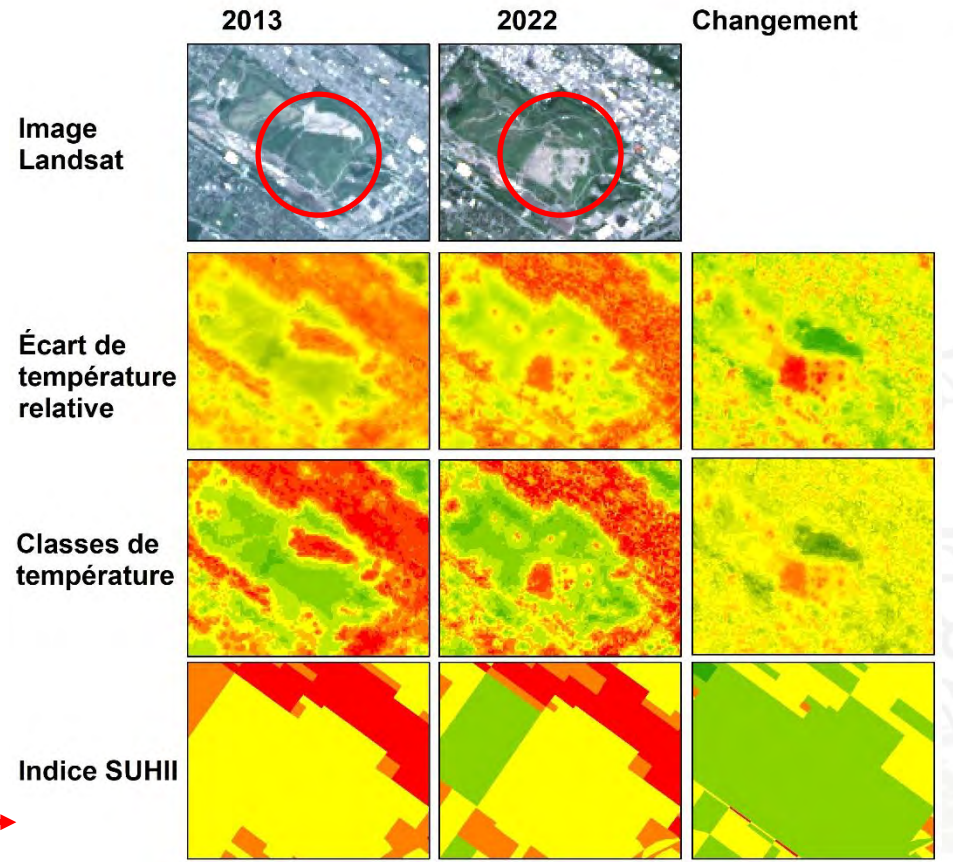 2013 2022 Changement
Image
Landsat
Écart de
température
relative
Classes de
température
Indice SUHII